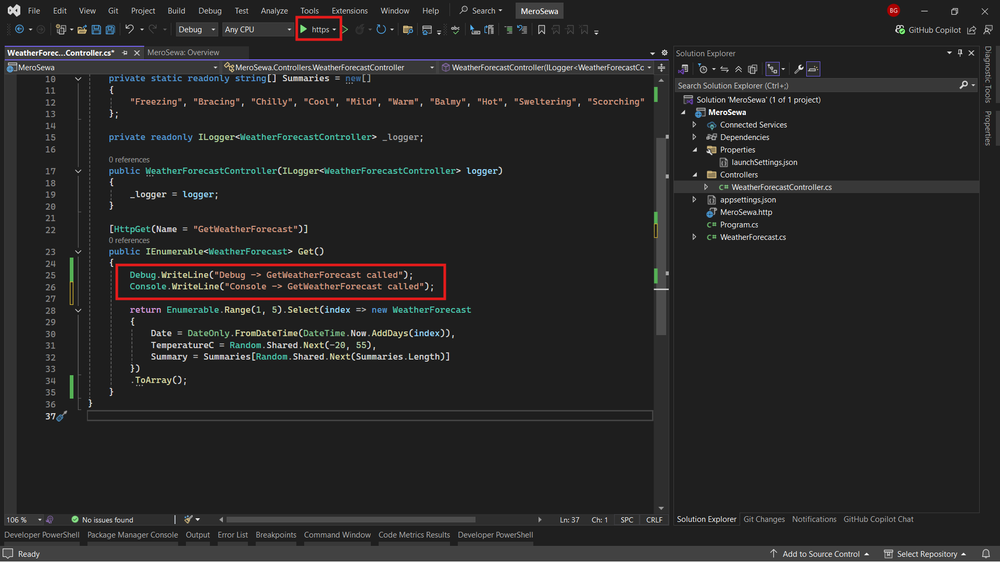 File Edit View Git Project Build Debug Test Analyze Tools Extensions Window Help Search MeroSewa BG
Debug Any CPU https GitHub Copilot
WeatherForec...Controller.cs* MeroSewa: Overview
MeroSewa MeroSewa.Controllers.WeatherForecastController WeatherForecastController(ILogger<WeatherForecastCc
10 private static readonly string[] Summaries = new[]
11 {
12 "Freezing", "Bracing", "Chilly", "Cool", "Mild", "Warm", "Balmy", "Hot", "Sweltering", "Scorching"
13 };
14
15 private readonly ILogger<WeatherForecastController> _logger;
16
0 references
17 public WeatherForecastController(ILogger<WeatherForecastController> logger)
18 {
19 _logger = logger;
20 }
21
22 [HttpGet(Name = "GetWeatherForecast")]
0 references
23 public IEnumerable<WeatherForecast> Get()
24 {
25 Debug.WriteLine("Debug -> GetWeatherForecast called");
26 Console.WriteLine("Console -> GetWeatherForecast called");
27
28 return Enumerable.Range(1, 5).Select(index => new WeatherForecast
29 {
30 Date = DateOnly.FromDateTime(DateTime.Now.AddDays(index)),
31 TemperatureC = Random.Shared.Next(-20, 55),
32 Summary = Summaries[Random.Shared.Next(Summaries.Length)]
33 })
34 .ToArray();
35 }
36 }
37
106 % No issues found Ln: 37 Ch: 1 SPC CRLF
Solution Explorer
Search Solution Explorer (Ctrl+;)
Solution 'MeroSewa' (1 of 1 project)
MeroSewa
Connected Services
Dependencies
Properties
launchSettings.json
Controllers
C# WeatherForecastController.cs
appsettings.json
MeroSewa.http
C# Program.cs
C# WeatherForecast.cs
Solution Explorer Git Changes Notifications GitHub Copilot Chat
Diagnostic Tools
Properties
Developer PowerShell Package Manager Console Output Error List Breakpoints Command Window Code Metrics Results Developer PowerShell
Ready Add to Source Control Select Repository